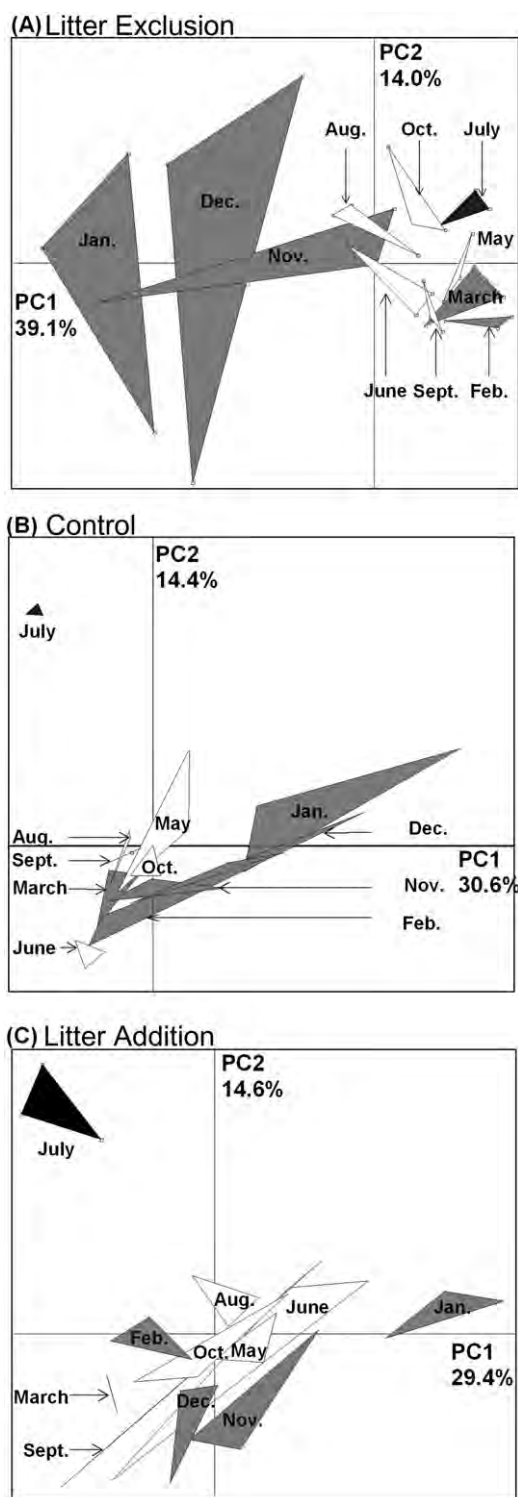 (A) Litter Exclusion
PC2
14.0%
Aug. Oct. July
Dec.
Jan.
May
Nov.
PC1
39.1%
March
June Sept. Feb.
(B) Control
PC2
14.4%
July
May
Jan.
Aug.
Dec.
Sept.
Oct.
PC1
30.6%
March
Nov.
Feb.
June
(C) Litter Addition
PC2
14.6%
July
Aug.
June
Jan.
Feb.
Oct. May
PC1
29.4%
March
Dec.
Nov.
Sept.